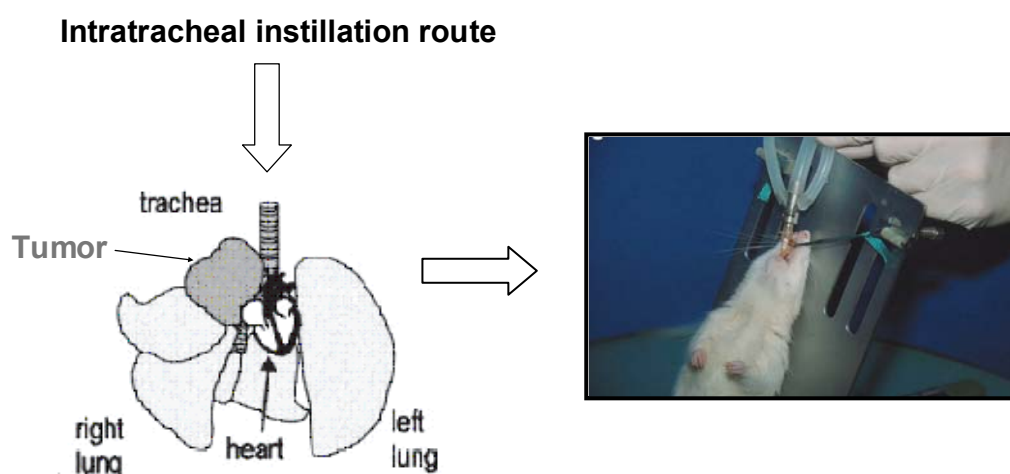 Intratracheal instillation route
trachea
Tumor
right
lung
heart
left
lung